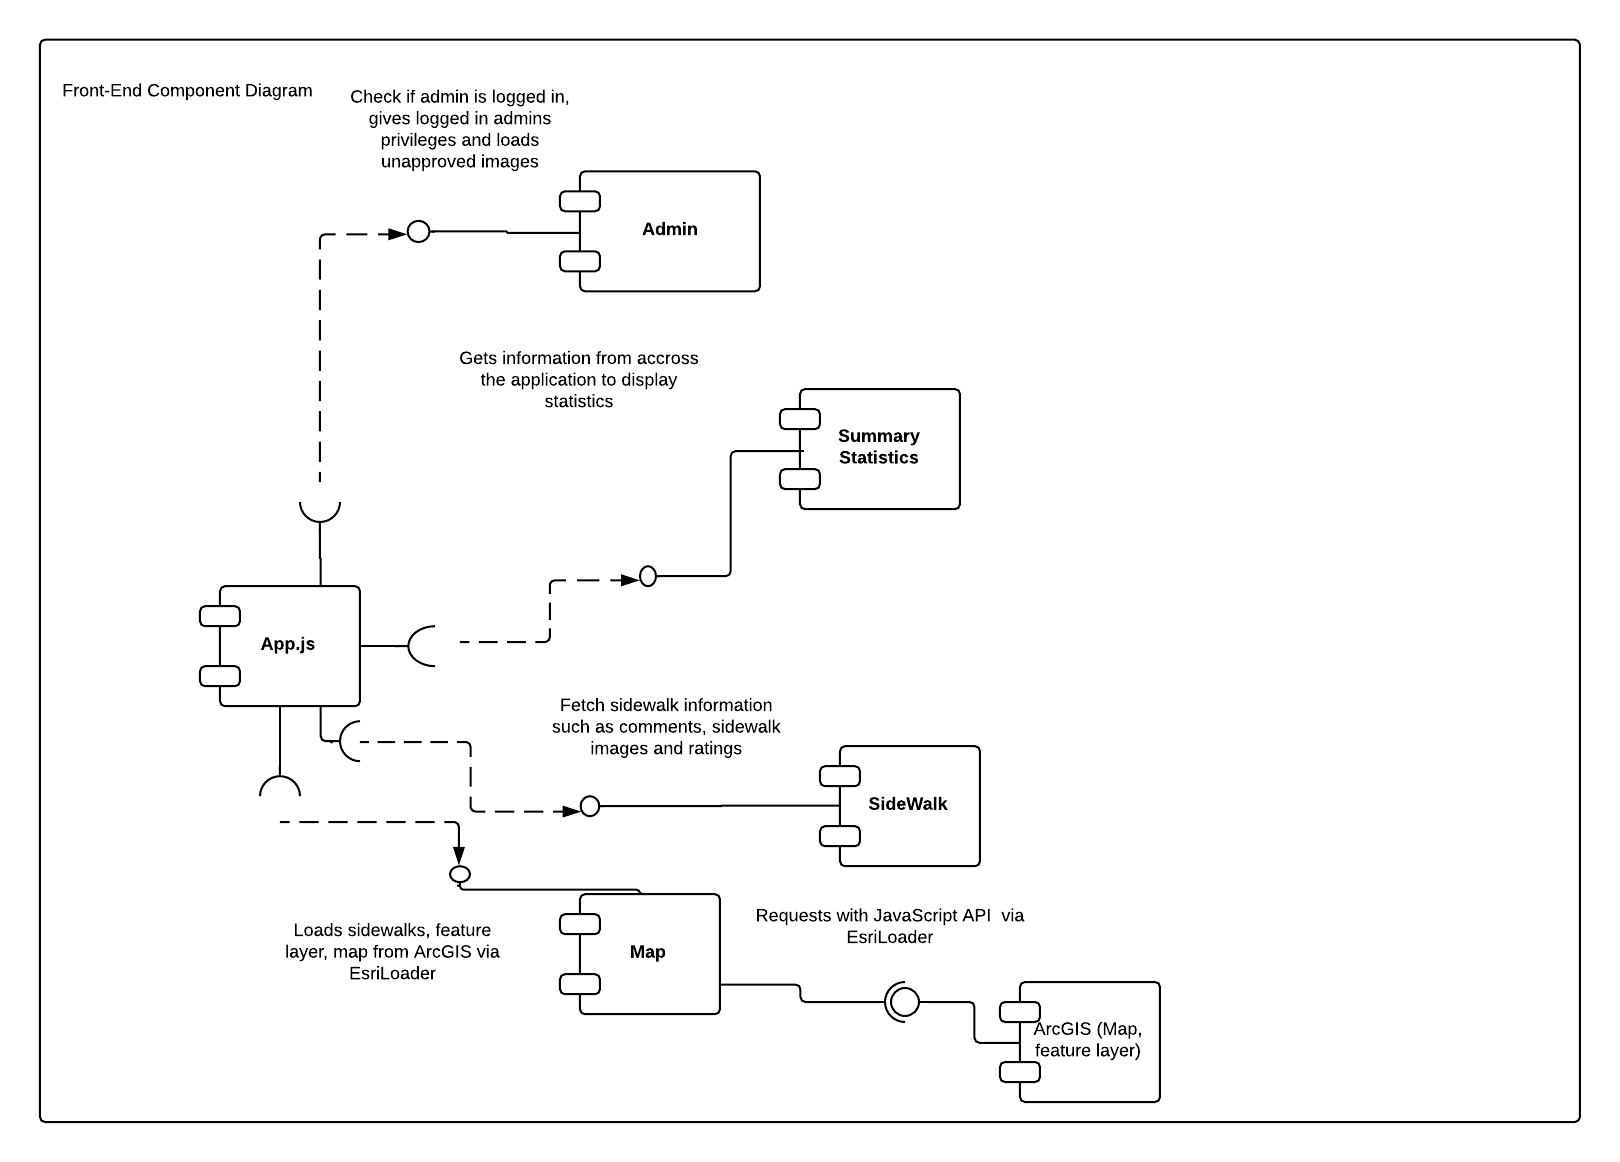 Front-End Component Diagram
Check if admin is logged in,
gives logged in admins
privileges and loads
unapproved images
Admin
Gets information from accross
the application to display
statistics
Summary
Statistics
App.js
Fetch sidewalk information
such as comments, sidewalk
images and ratings
SideWalk
Loads sidewalks, feature
layer, map from ArcGIS via
EsriLoader
Map
Requests with JavaScript API  via
EsriLoader
ArcGIS (Map,
feature layer)